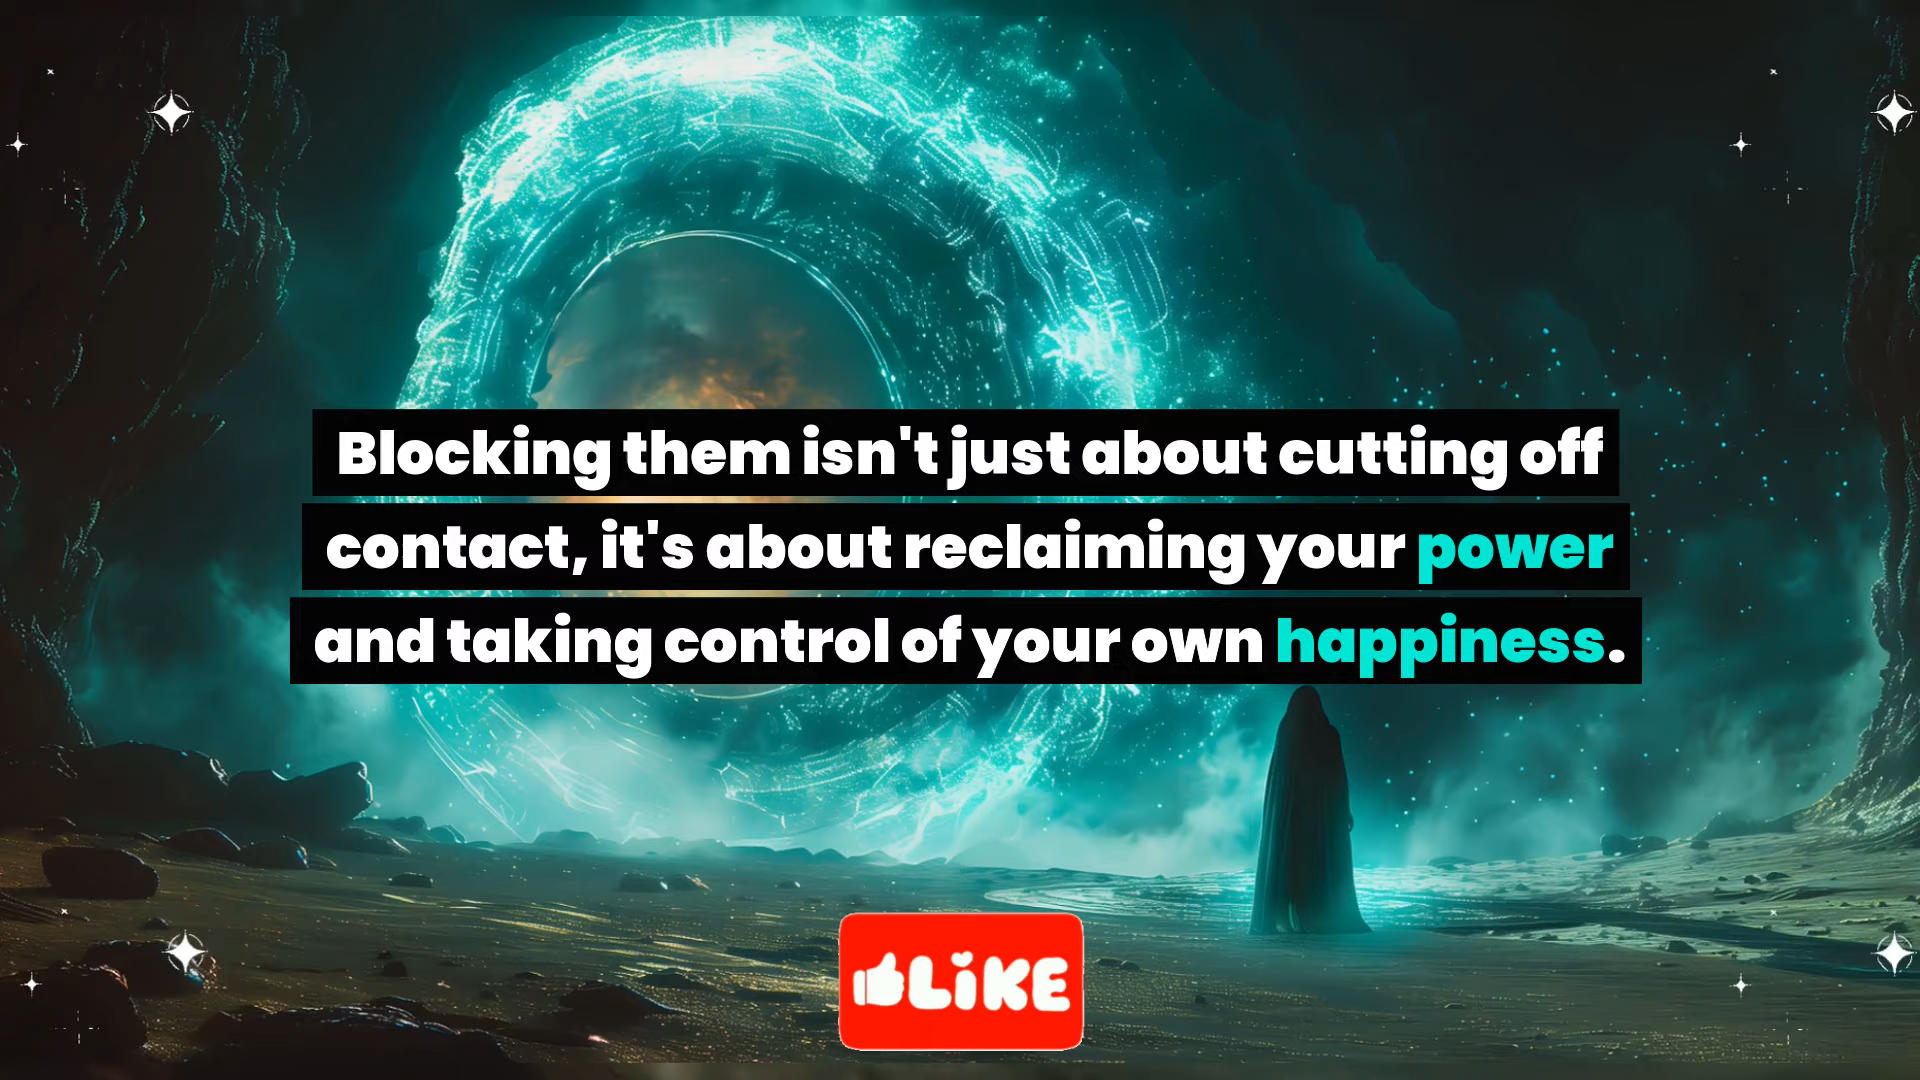 Blocking them isn't just about cutting off
contact, it's about reclaiming your power
and taking control of your own happiness.
LIKE